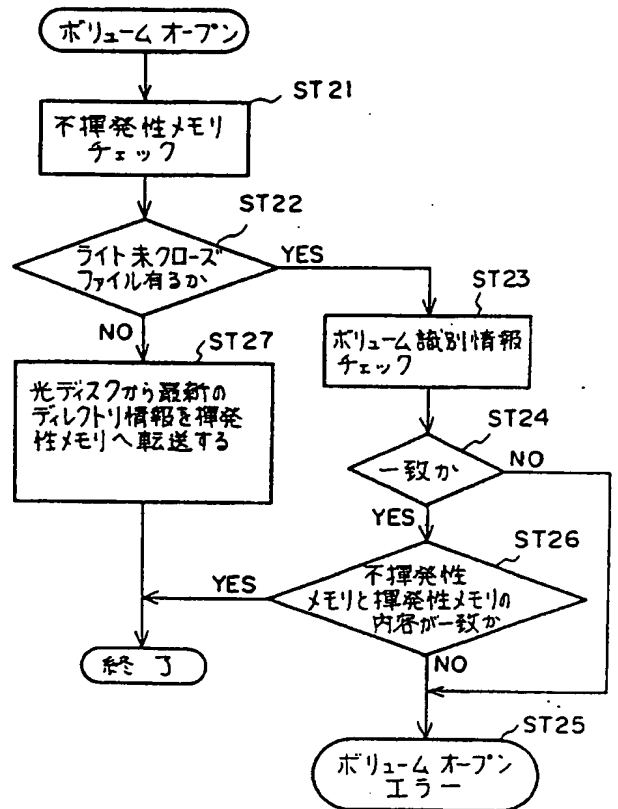 ボリューム オープン
ST21
不揮発性メモリ
チェック
ST22
ライト未クローズ
ファイル有るか
YES
NO
ST23
ボリューム識別情報
チェック
ST27
光ディスクから最新の
ディレクトリ情報を揮発
性メモリへ転送する
ST24
一致か
NO
YES
ST26
不揮発性
メモリと揮発性メモリの
内容が一致か
YES
NO
終了
ST25
ボリューム オープン
エラー